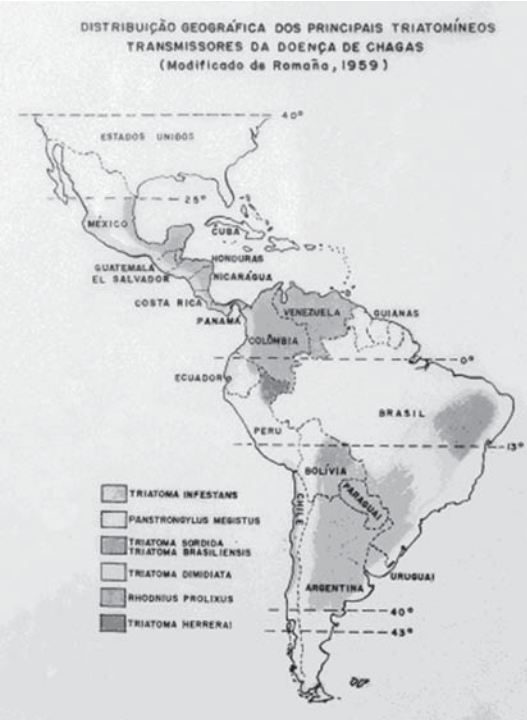 DISTRIBUIÇÃO GEOGRÁFICA DOS PRINCIPAIS TRIATOMÍNEOS
TRANSMISSORES DA DOENÇA DE CHAGAS
(Modificado de Romaña, 1959)
40°
ESTADOS UNIDOS
25°
MÉXICO
CUBA
HONDURAS
GUATEMALA
EL SALVADOR
NICARÁGUA
COSTA RICA
PANAMÁ
VENEZUELA
GUIANAS
COLÔMBIA
0°
ECUADOR
BRASIL
PERU
13°
BOLÍVIA
PARAGUAI
CHILE
URUGUAI
ARGENTINA
40°
43°
TRIATOMA INFESTANS
PANSTRONGYLUS MEGISTUS
TRIATOMA SORDIDA
TRIATOMA BRASILIENSIS
TRIATOMA DIMIDIATA
RHODNIUS PROLIXUS
TRIATOMA HERRERAI